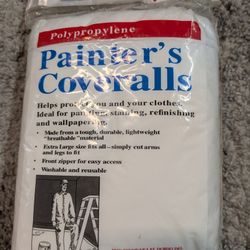 Polypropylene
Painter's
Coveralls
Helps protect you and your clothes.
Ideal for painting, staining, refinishing
and wallpapering.
• Made from a tough, durable, lightweight
"breathable" material
• Extra Large size fits all - simply cut arms
and legs to fit
• Front zipper for easy access
• Washable and reusable